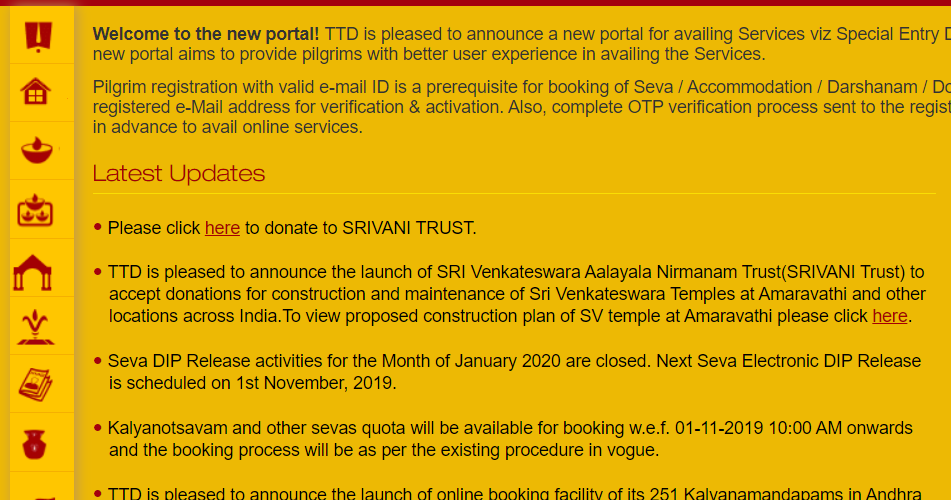 Welcome to the new portal! TTD is pleased to announce a new portal for availing Services viz Special Entry
new portal aims to provide pilgrims with better user experience in availing the Services.
Pilgrim registration with valid e-mail ID is a prerequisite for booking of Seva / Accommodation / Darshanam /
registered e-Mail address for verification & activation. Also, complete OTP verification process sent to the
in advance to avail online services.
Latest Updates
• Please click here to donate to SRIVANI TRUST.
• TTD is pleased to announce the launch of SRI Venkateswara Aalayala Nirmanam Trust(SRIVANI Trust) to
accept donations for construction and maintenance of Sri Venkateswara Temples at Amaravathi and other
locations across India.To view proposed construction plan of SV temple at Amaravathi please click here.
• Seva DIP Release activities for the Month of January 2020 are closed. Next Seva Electronic DIP Release
is scheduled on 1st November, 2019.
• Kalyanotsavam and other sevas quota will be available for booking w.e.f. 01-11-2019 10:00 AM onwards
and the booking process will be as per the existing procedure in vogue.
• TTD is pleased to announce the launch of online booking facility of its 251 Kalyanamandapams in Andhra